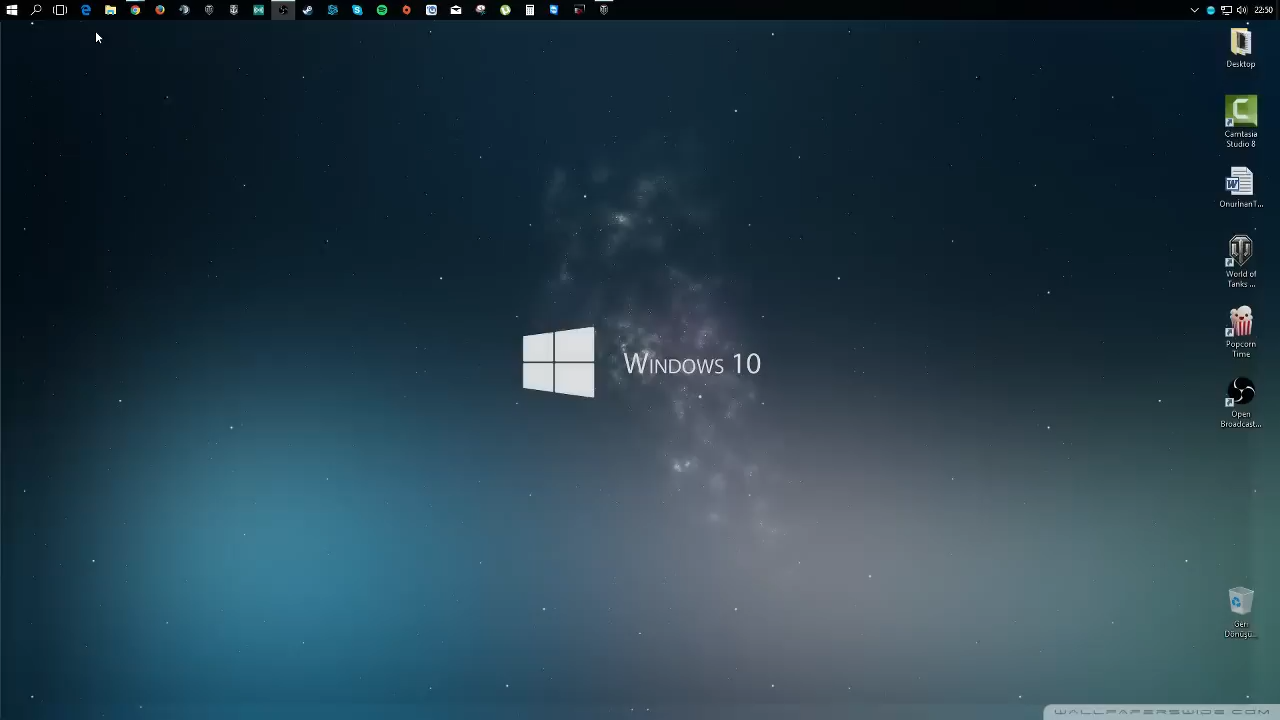 22:50
Desktop
Camtasia
Studio 8
OnurInanT...
World of
Tanks ...
Popcorn
Time
Open
Broadcast...
WINDOWS 10
Geri
Dönüşü...
WALLPAPERSWIDE.COM